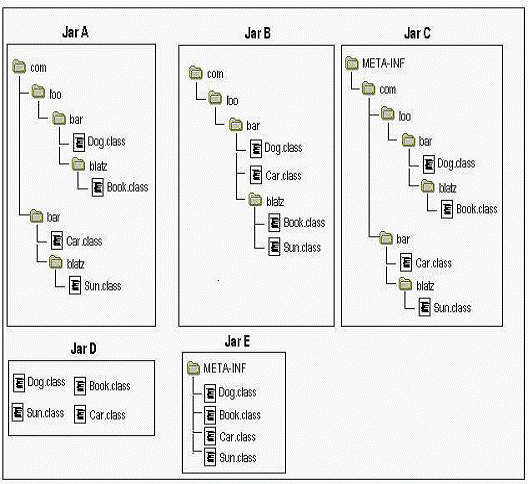 Jar A
com
foo
bar
Dog.class
blatz
Book.class
bar
Car.class
blatz
Sun.class
Jar B
com
foo
bar
Dog.class
Car.class
blatz
Book.class
Sun.class
Jar C
META-INF
com
foo
bar
Dog.class
blatz
Book.class
bar
Car.class
blatz
Sun.class
Jar D
Dog.class Book.class
Sun.class Car.class
Jar E
META-INF
Dog.class
Book.class
Car.class
Sun.class